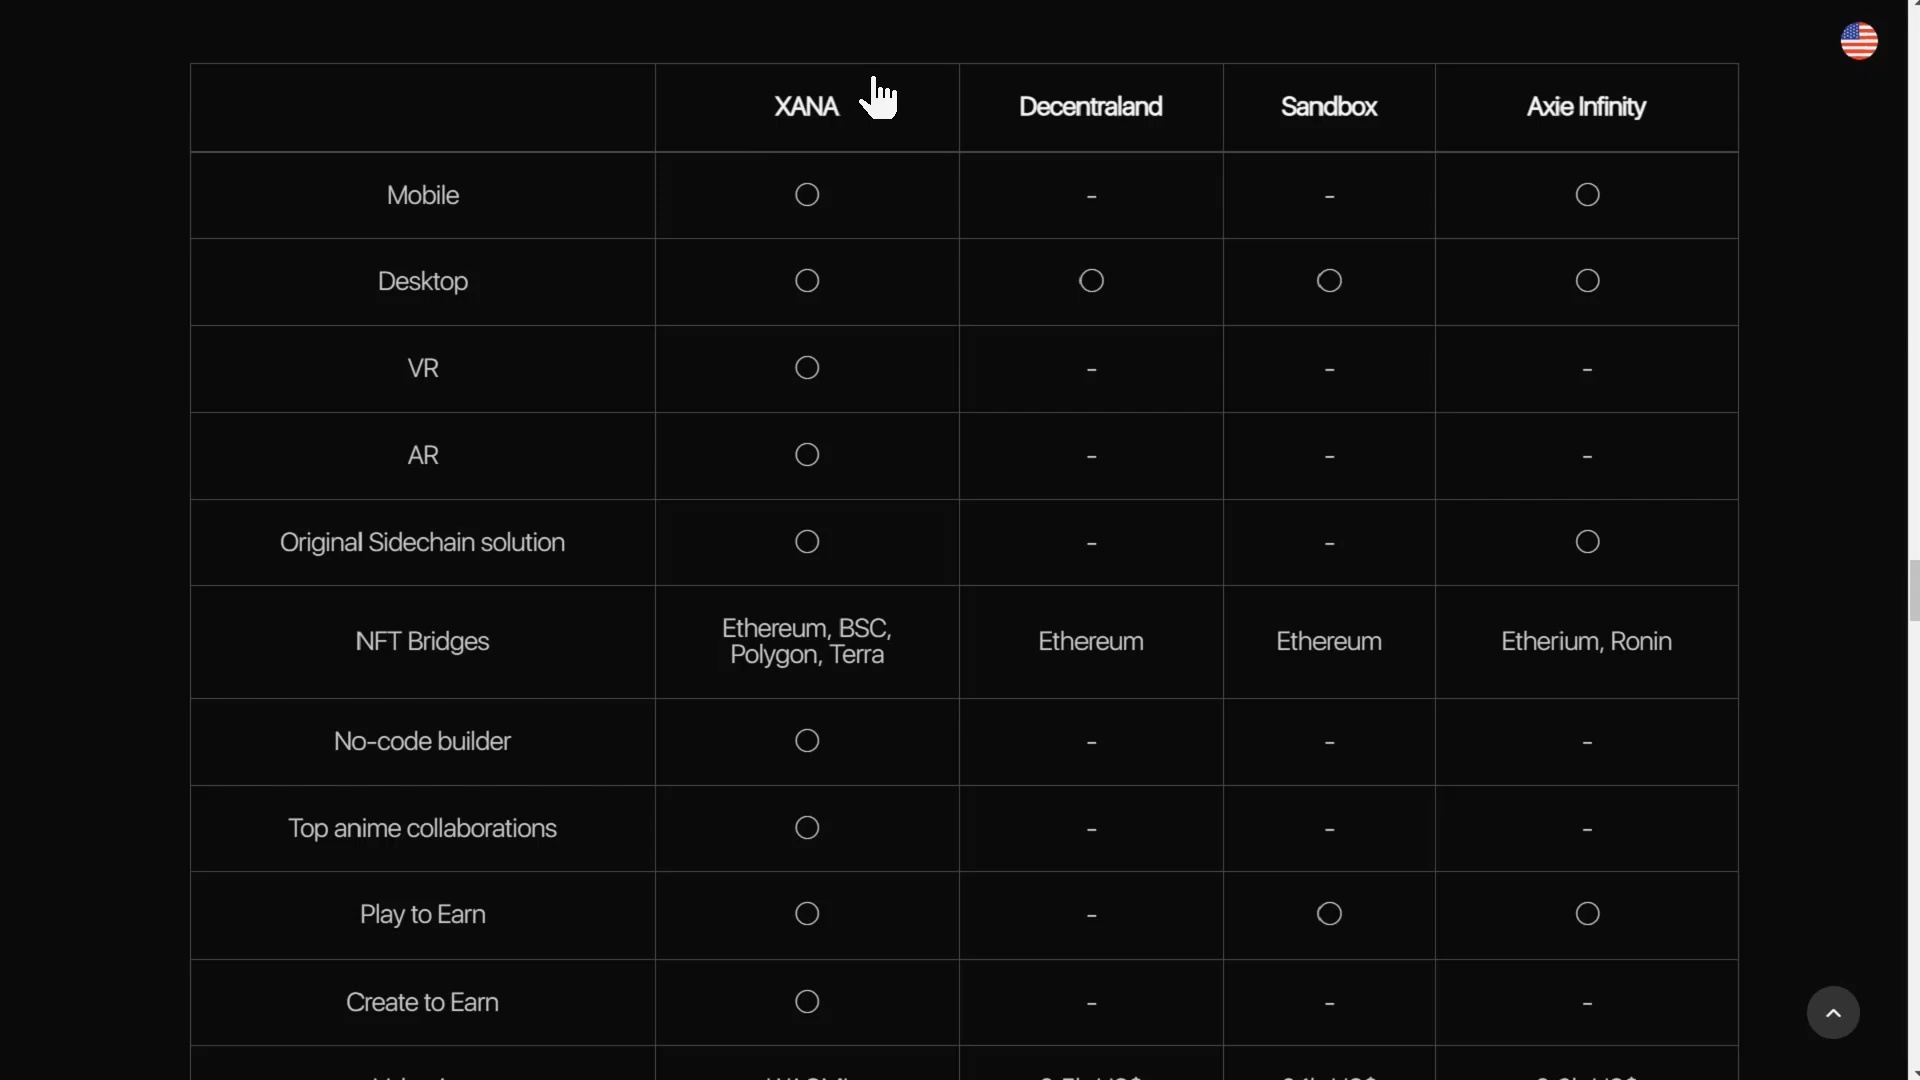 XANA Decentraland Sandbox Axie Infinity
Mobile ○ - - ○
Desktop ○ ○ ○ ○
VR ○ - - -
AR ○ - - -
Original Sidechain solution ○ - - ○
NFT Bridges Ethereum, BSC, Polygon, Terra Ethereum Ethereum Etherium, Ronin
No-code builder ○ - - -
Top anime collaborations ○ - - -
Play to Earn ○ - ○ ○
Create to Earn ○ - - -